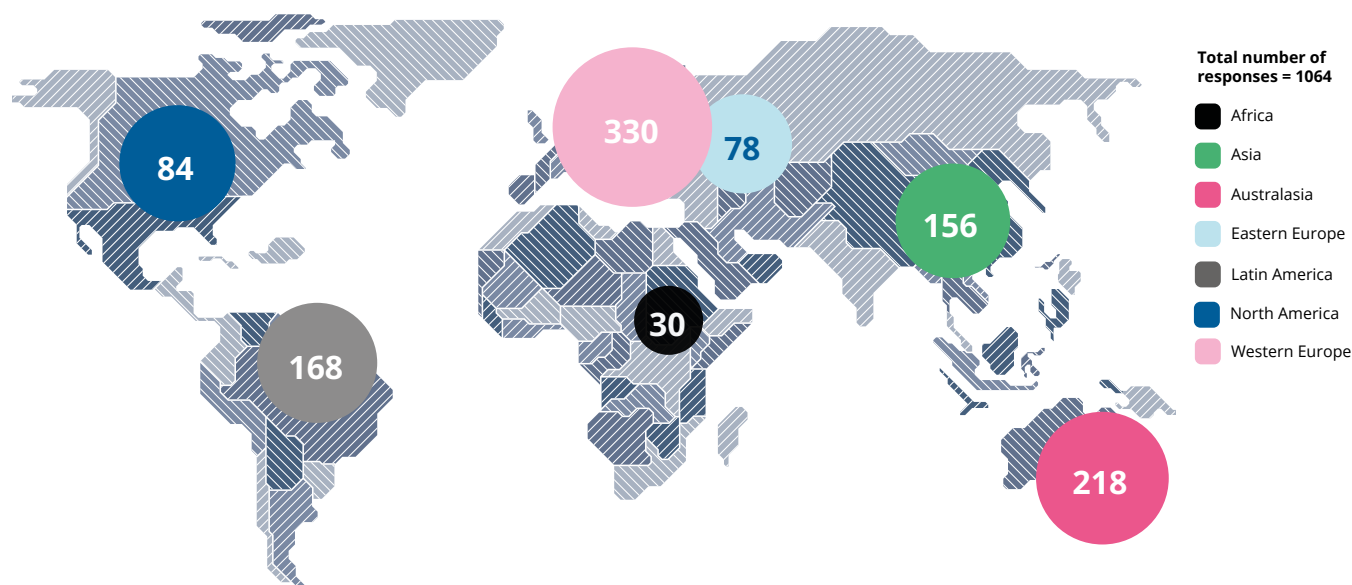 Total number of
responses = 1064
Africa
Asia
Australasia
Eastern Europe
Latin America
North America
Western Europe
84
330
78
156
30
168
218